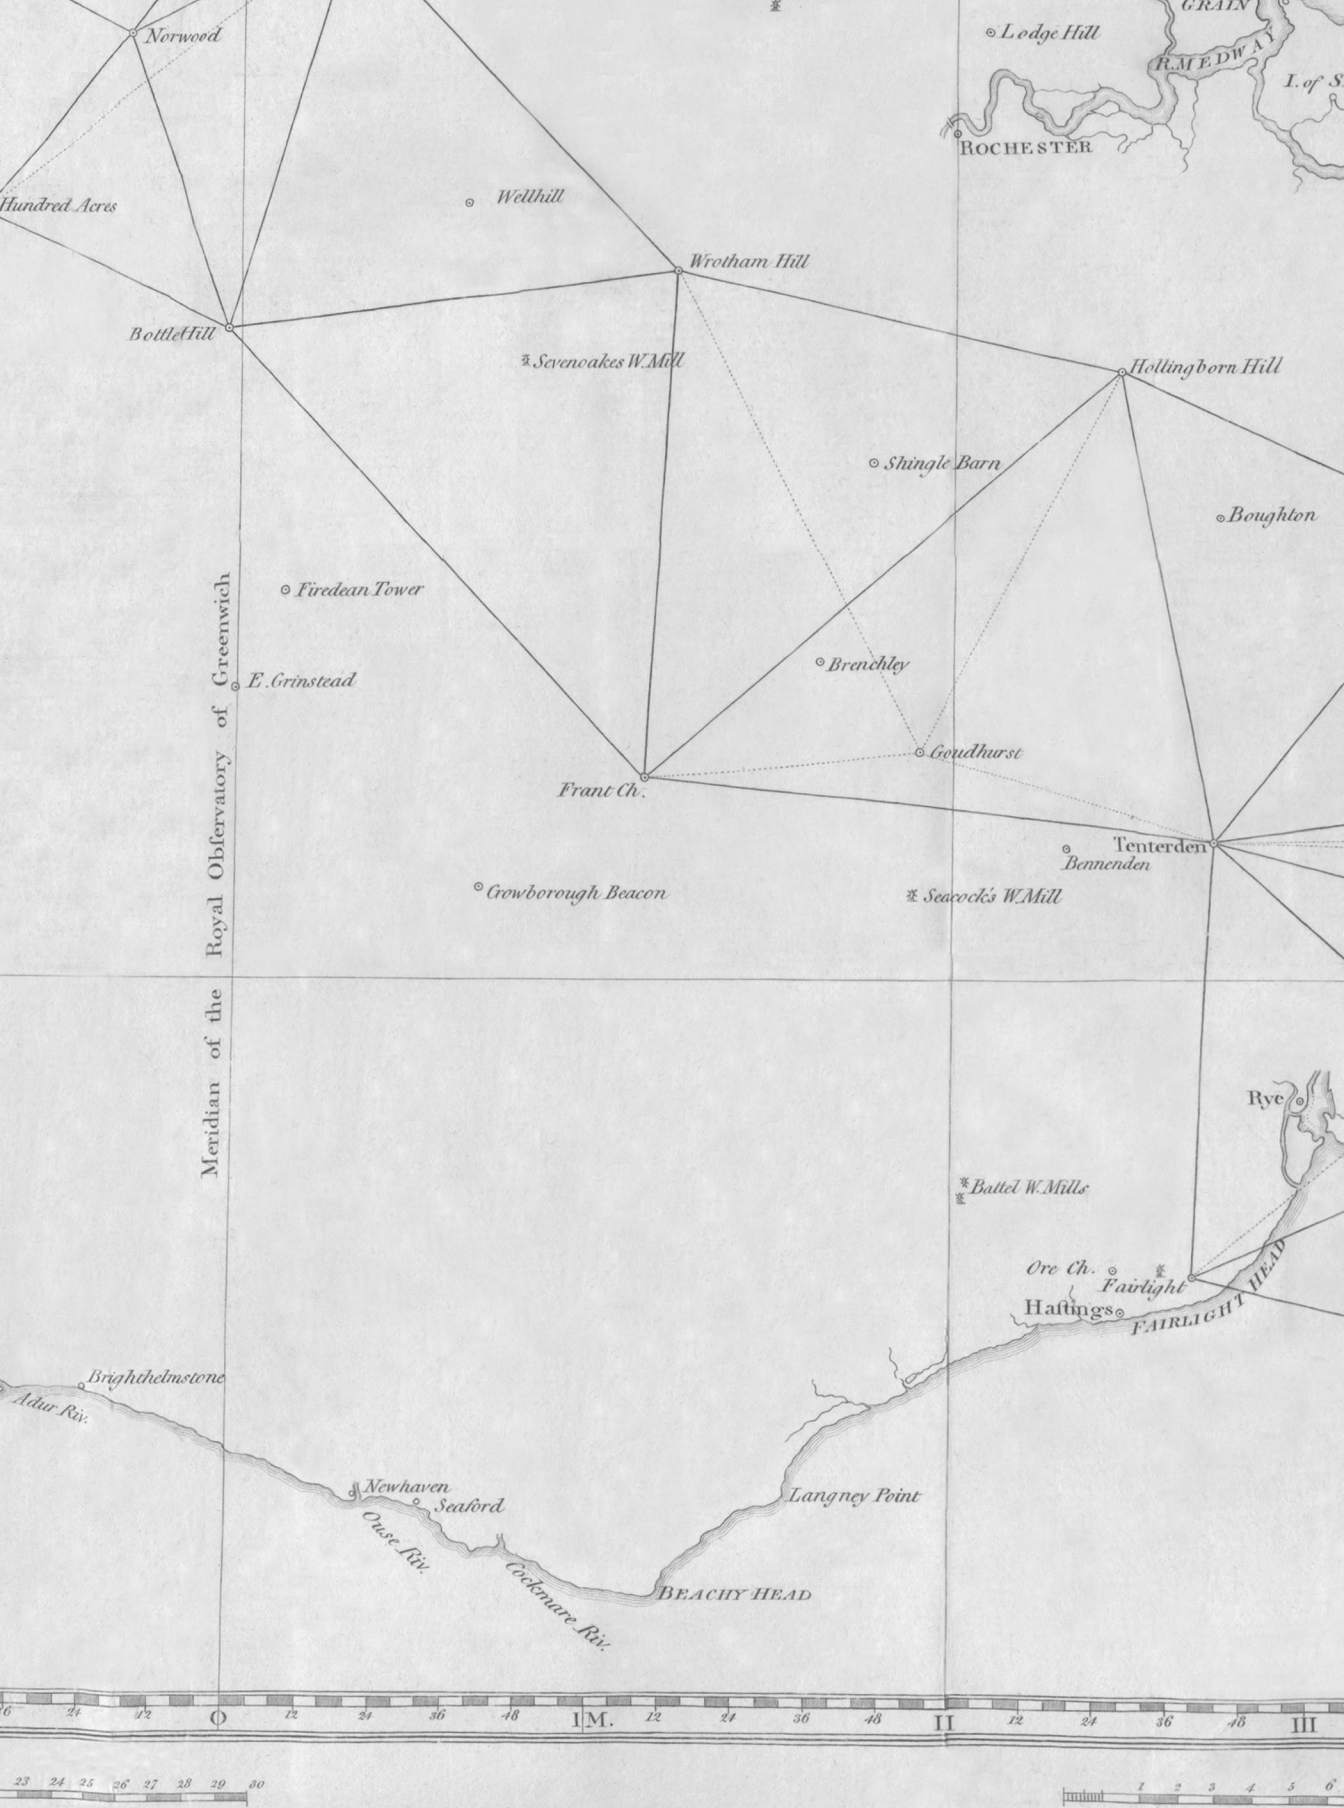 GRAIN
Norwood
Lodge Hill
R. MEDWAY
I. of S
ROCHESTER
Hundred Acres
Wellhill
Wrotham Hill
Bottle Hill
Sevenoakes W. Mill
Hollingborn Hill
Shingle Barn
Boughton
Firedean Tower
Brenchley
E. Grinstead
Goudhurst
Frant Ch.
Tenterden
Bennenden
Crowborough Beacon
Seacock's W. Mill
Meridian of the Royal Obſervatory of Greenwich
Rye
Battel W. Mills
Ore Ch.
Fairlight
Haſtings
FAIRLIGHT HEAD
Brighthelmstone
Adur Riv.
Newhaven
Seaford
Langney Point
Ouse Riv.
Cockmare Riv.
BEACHY HEAD
36 24 12 O 12 24 36 48 I M. 12 24 36 48 II 12 24 36 48 III
23 24 25 26 27 28 29 30
1 2 3 4 5 6